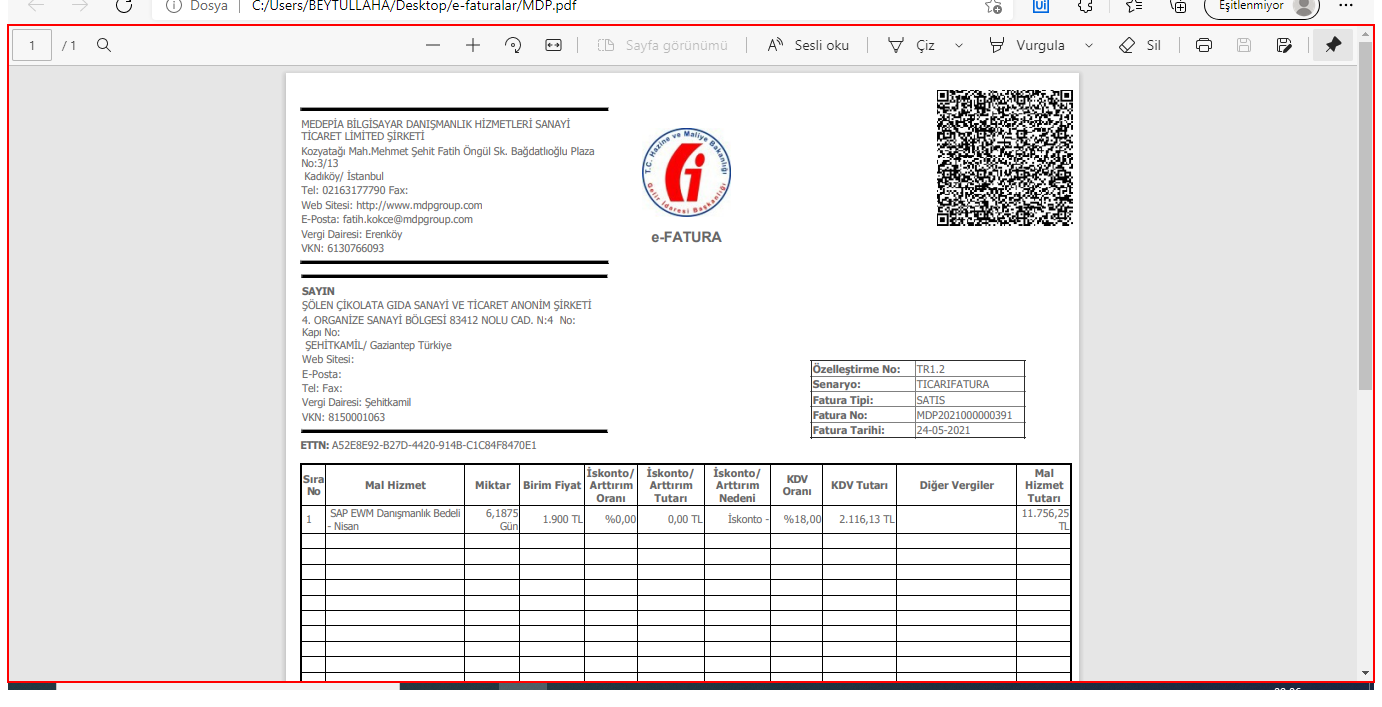 Dosya
C:/Users/BEYTULLAHA/Desktop/e-faturalar/MDP.pdf
Eşitlenmiyor
1 / 1
Sayfa görünümü
Sesli oku
Çiz
Vurgula
Sil
MEDEPİA BİLGİSAYAR DANIŞMANLIK HİZMETLERİ SANAYİ
TİCARET LİMİTED ŞİRKETİ
Kozyatağı Mah.Mehmet Şehit Fatih Öngül Sk. Bağdatlıoğlu Plaza
No:3/13
Kadıköy/ İstanbul
Tel: 02163177790 Fax:
Web Sitesi: http://www.mdpgroup.com
E-Posta: fatih.kokce@mdpgroup.com
Vergi Dairesi: Erenköy
VKN: 6130766093
T.C. Hazine ve Maliye Bakanlığı
Gelir İdaresi Başkanlığı
e-FATURA
SAYIN
ŞÖLEN ÇİKOLATA GIDA SANAYİ VE TİCARET ANONİM ŞİRKETİ
4. ORGANİZE SANAYİ BÖLGESİ 83412 NOLU CAD. N:4 No:
Kapı No:
ŞEHİTKAMİL/ Gaziantep Türkiye
Web Sitesi:
E-Posta:
Tel: Fax:
Vergi Dairesi: Şehitkamil
VKN: 8150001063
Özelleştirme No: TR1.2
Senaryo: TICARIFATURA
Fatura Tipi: SATIS
Fatura No: MDP2021000000391
Fatura Tarihi: 24-05-2021
ETTN: A52E8E92-B27D-4420-914B-C1C84F8470E1
Sıra No
Mal Hizmet
Miktar
Birim Fiyat
İskonto/ Arttırım Oranı
İskonto/ Arttırım Tutarı
İskonto/ Arttırım Nedeni
KDV Oranı
KDV Tutarı
Diğer Vergiler
Mal Hizmet Tutarı
1
SAP EWM Danışmanlık Bedeli
- Nisan
6,1875 Gün
1.900 TL
%0,00
0,00 TL
İskonto -
%18,00
2.116,13 TL
11.756,25 TL